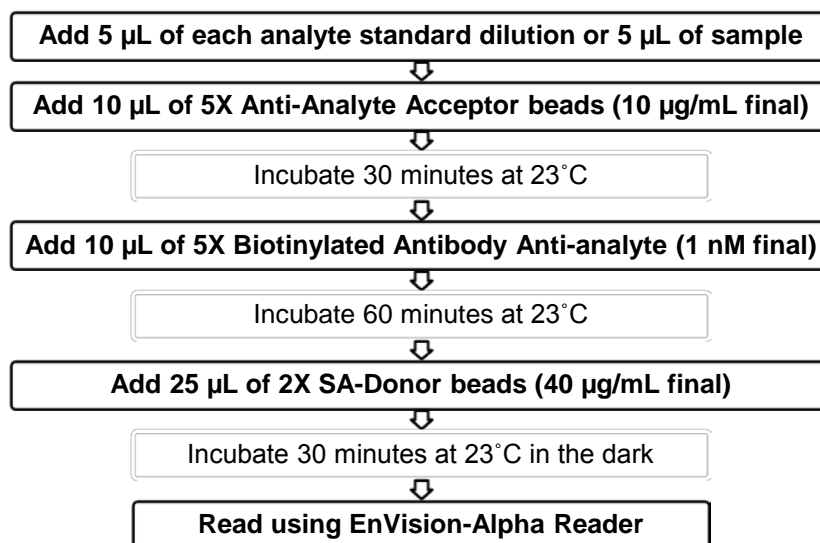 Add 5 µL of each analyte standard dilution or 5 µL of sample
Add 10 µL of 5X Anti-Analyte Acceptor beads (10 µg/mL final)
Incubate 30 minutes at 23˚C
Add 10 µL of 5X Biotinylated Antibody Anti-analyte (1 nM final)
Incubate 60 minutes at 23˚C
Add 25 µL of 2X SA-Donor beads (40 µg/mL final)
Incubate 30 minutes at 23˚C in the dark
Read using EnVision-Alpha Reader